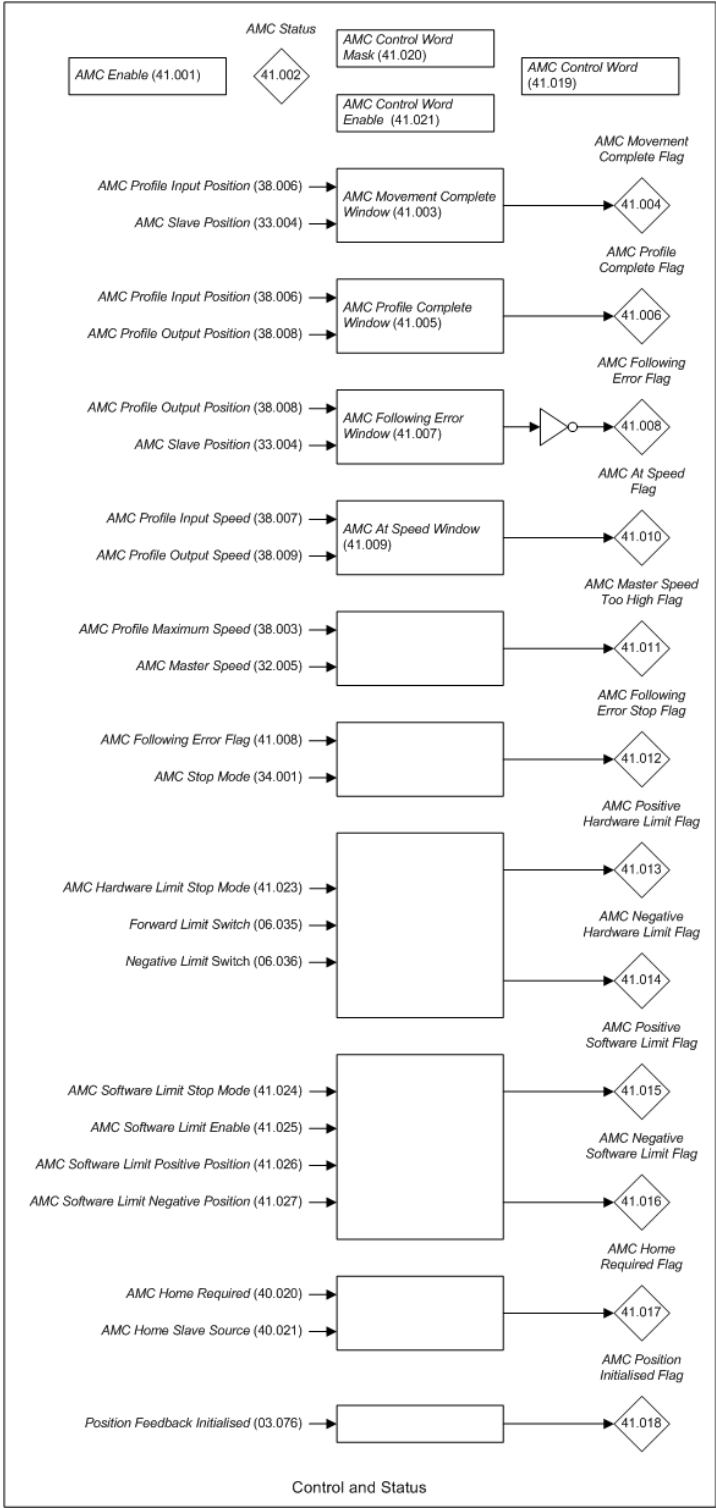 AMC Status
AMC Enable (41.001)
41.002
AMC Control Word
Mask (41.020)
AMC Control Word
(41.019)
AMC Control Word
Enable (41.021)
AMC Movement
Complete Flag
AMC Profile Input Position (38.006)
AMC Slave Position (33.004)
AMC Movement Complete
Window (41.003)
41.004
AMC Profile
Complete Flag
AMC Profile Input Position (38.006)
AMC Profile Output Position (38.008)
AMC Profile Complete
Window (41.005)
41.006
AMC Following
Error Flag
AMC Profile Output Position (38.008)
AMC Slave Position (33.004)
AMC Following Error
Window (41.007)
41.008
AMC At Speed
Flag
AMC Profile Input Speed (38.007)
AMC Profile Output Speed (38.009)
AMC At Speed Window
(41.009)
41.010
AMC Master Speed
Too High Flag
AMC Profile Maximum Speed (38.003)
AMC Master Speed (32.005)
41.011
AMC Following
Error Stop Flag
AMC Following Error Flag (41.008)
AMC Stop Mode (34.001)
41.012
AMC Positive
Hardware Limit Flag
41.013
AMC Hardware Limit Stop Mode (41.023)
Forward Limit Switch (06.035)
Negative Limit Switch (06.036)
AMC Negative
Hardware Limit Flag
41.014
AMC Positive
Software Limit Flag
41.015
AMC Software Limit Stop Mode (41.024)
AMC Software Limit Enable (41.025)
AMC Software Limit Positive Position (41.026)
AMC Software Limit Negative Position (41.027)
AMC Negative
Software Limit Flag
41.016
AMC Home
Required Flag
AMC Home Required (40.020)
AMC Home Slave Source (40.021)
41.017
AMC Position
Initialised Flag
Position Feedback Initialised (03.076)
41.018
Control and Status